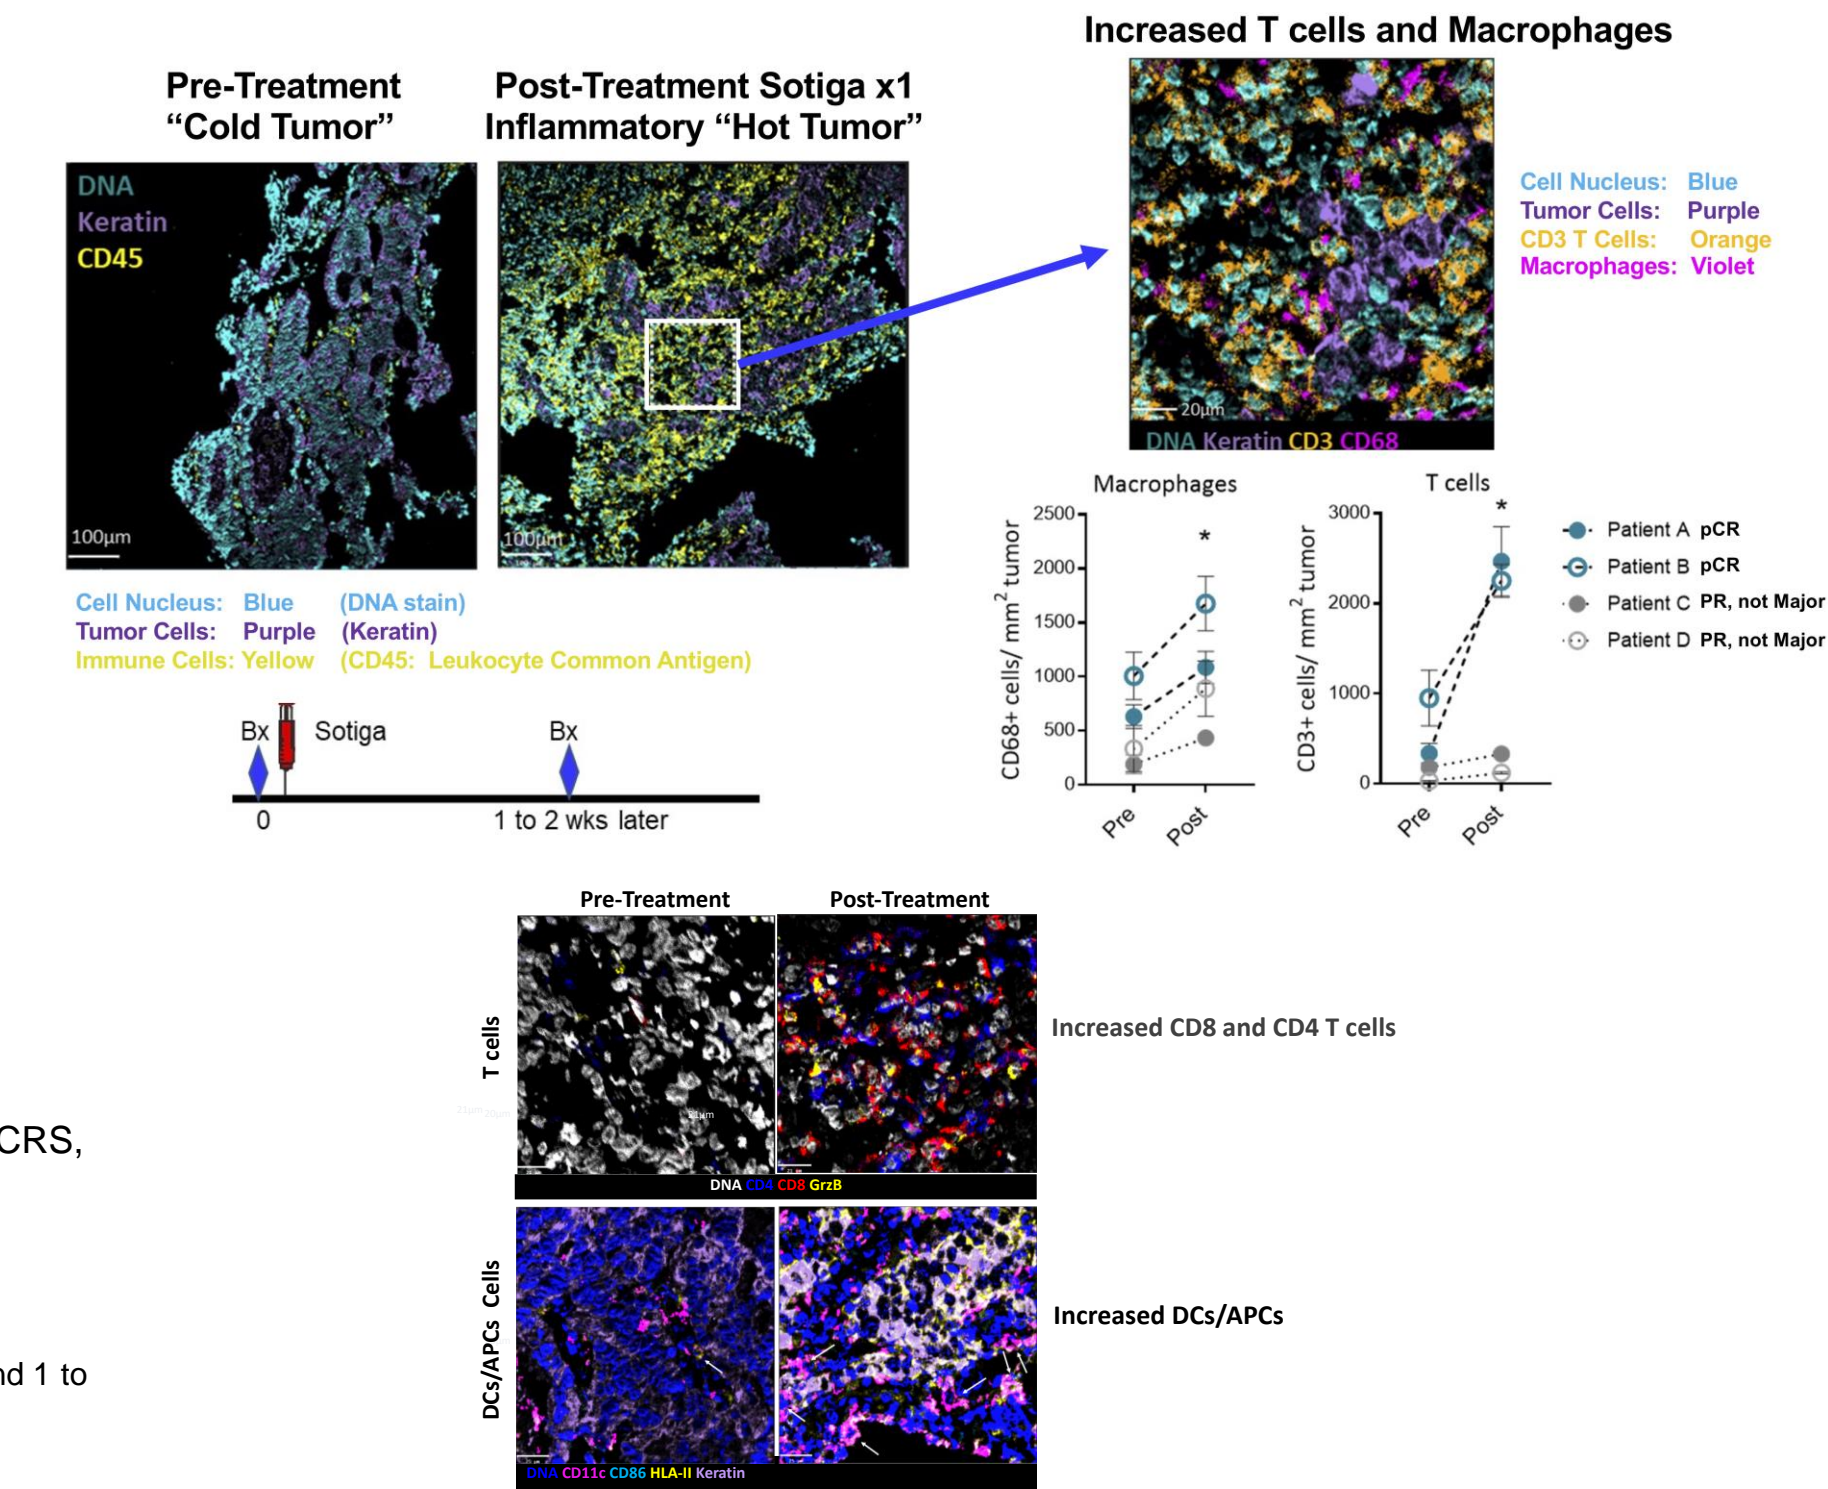 Increased T cells and Macrophages
Pre-Treatment
“Cold Tumor”
Post-Treatment Sotiga x1
Inflammatory “Hot Tumor”
DNA
Keratin
CD45
100µm
100µm
20µm
DNA Keratin CD3 CD68
Cell Nucleus: Blue
Tumor Cells: Purple
CD3 T Cells: Orange
Macrophages: Violet
Cell Nucleus: Blue (DNA stain)
Tumor Cells: Purple (Keratin)
Immune Cells: Yellow (CD45: Leukocyte Common Antigen)
Bx Sotiga Bx
0 1 to 2 wks later
Macrophages
CD68+ cells/ mm² tumor
2500
2000
1500
1000
500
0
*
Pre Post
T cells
CD3+ cells/ mm² tumor
3000
2000
1000
0
*
Pre Post
Patient A pCR
Patient B pCR
Patient C PR, not Major
Patient D PR, not Major
Pre-Treatment Post-Treatment
T cells
21µm 20µm
21µm
DNA CD4 CD8 GrzB
Increased CD8 and CD4 T cells
CRS,
DCs/APCs Cells
DNA CD11c CD86 HLA-II Keratin
Increased DCs/APCs
nd 1 to